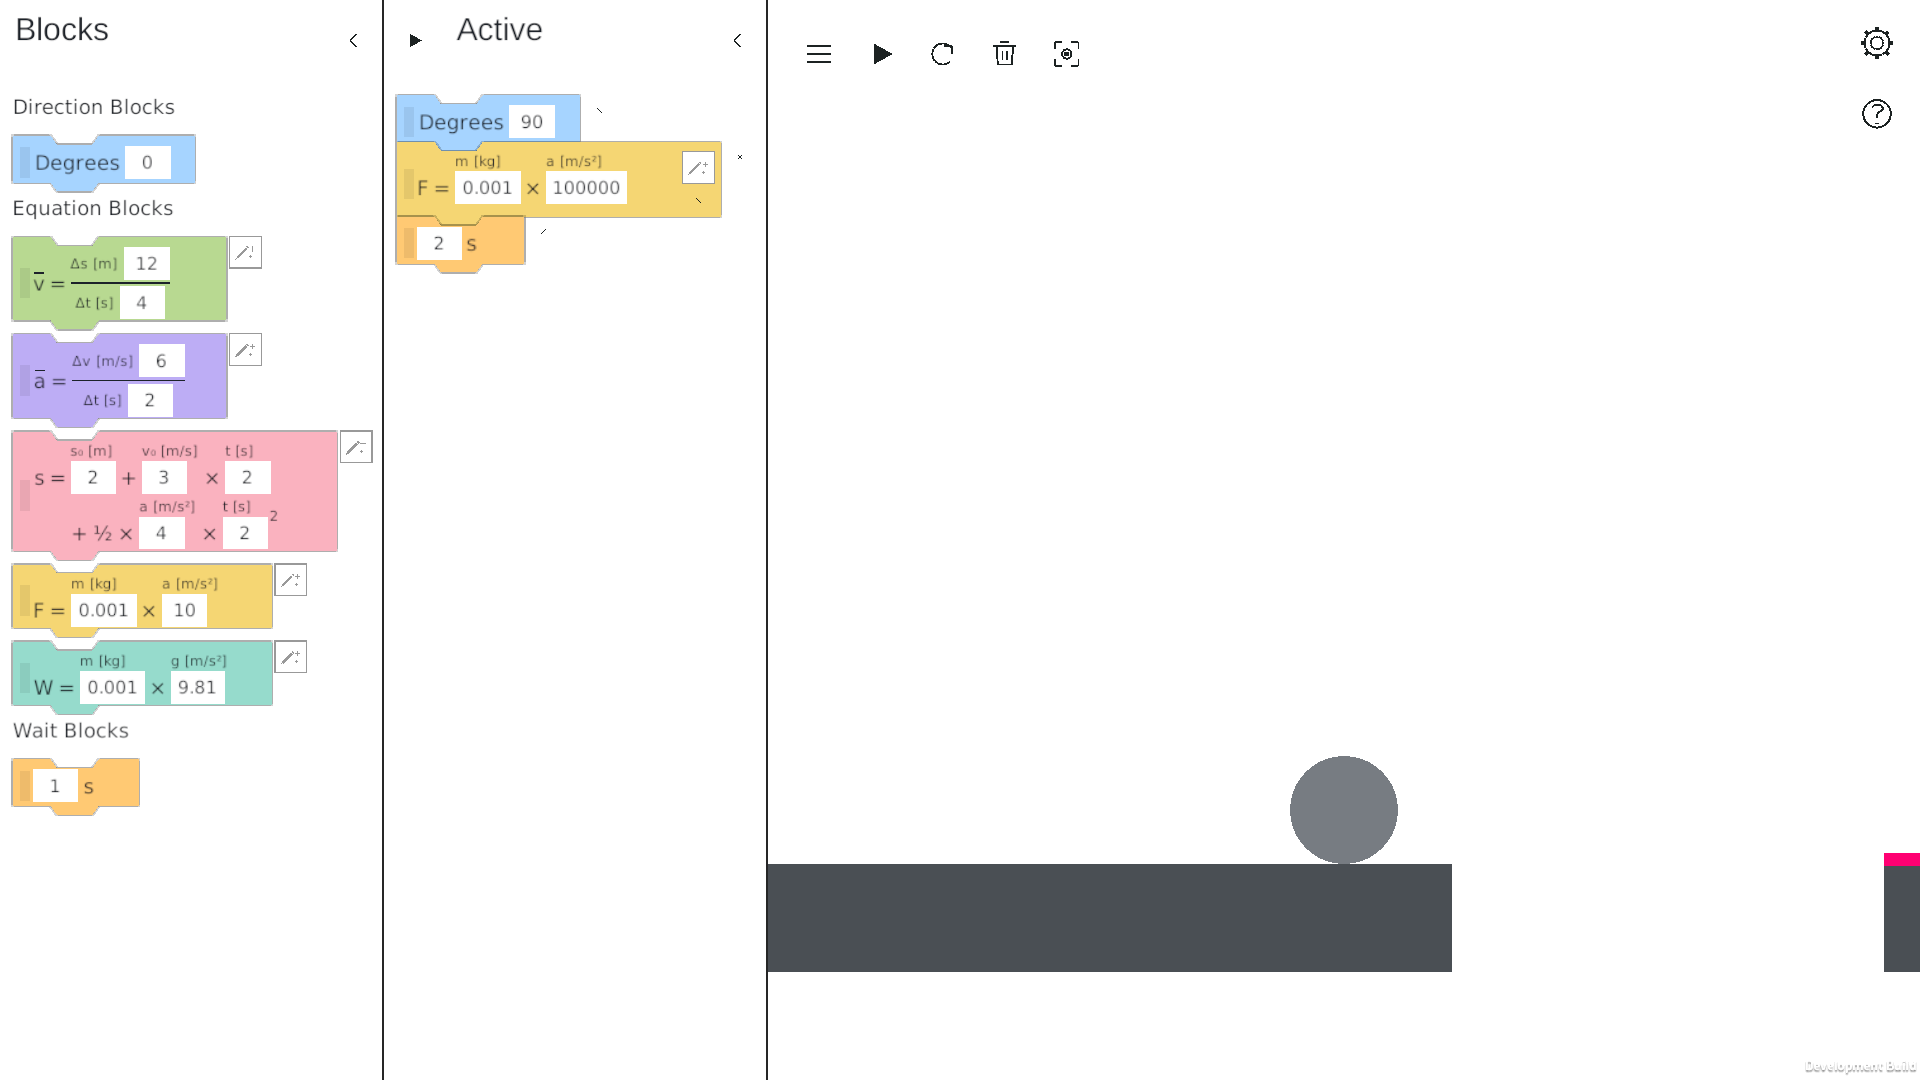 Blocks
Direction Blocks
Degrees 0
Equation Blocks
v = Δs [m] 12
Δt [s] 4
a = Δv [m/s] 6
Δt [s] 2
s₀ [m] v₀ [m/s] t [s]
s = 2 + 3 × 2
a [m/s²] t [s]
+ ½ × 4 × 2 ²
m [kg] a [m/s²]
F = 0.001 × 10
m [kg] g [m/s²]
W = 0.001 × 9.81
Wait Blocks
1 s
Active
Degrees 90
m [kg] a [m/s²]
F = 0.001 × 100000
2 s
Development Build